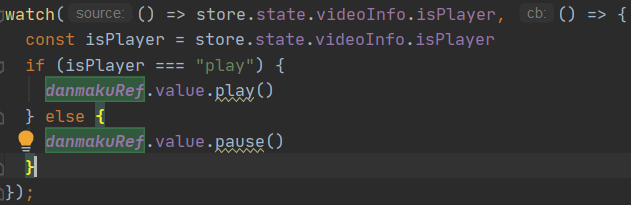 watch( source: () => store.state.videoInfo.isPlayer, cb: () => {
const isPlayer = store.state.videoInfo.isPlayer
if (isPlayer === "play") {
danmakuRef.value.play()
} else {
danmakuRef.value.pause()
}
});